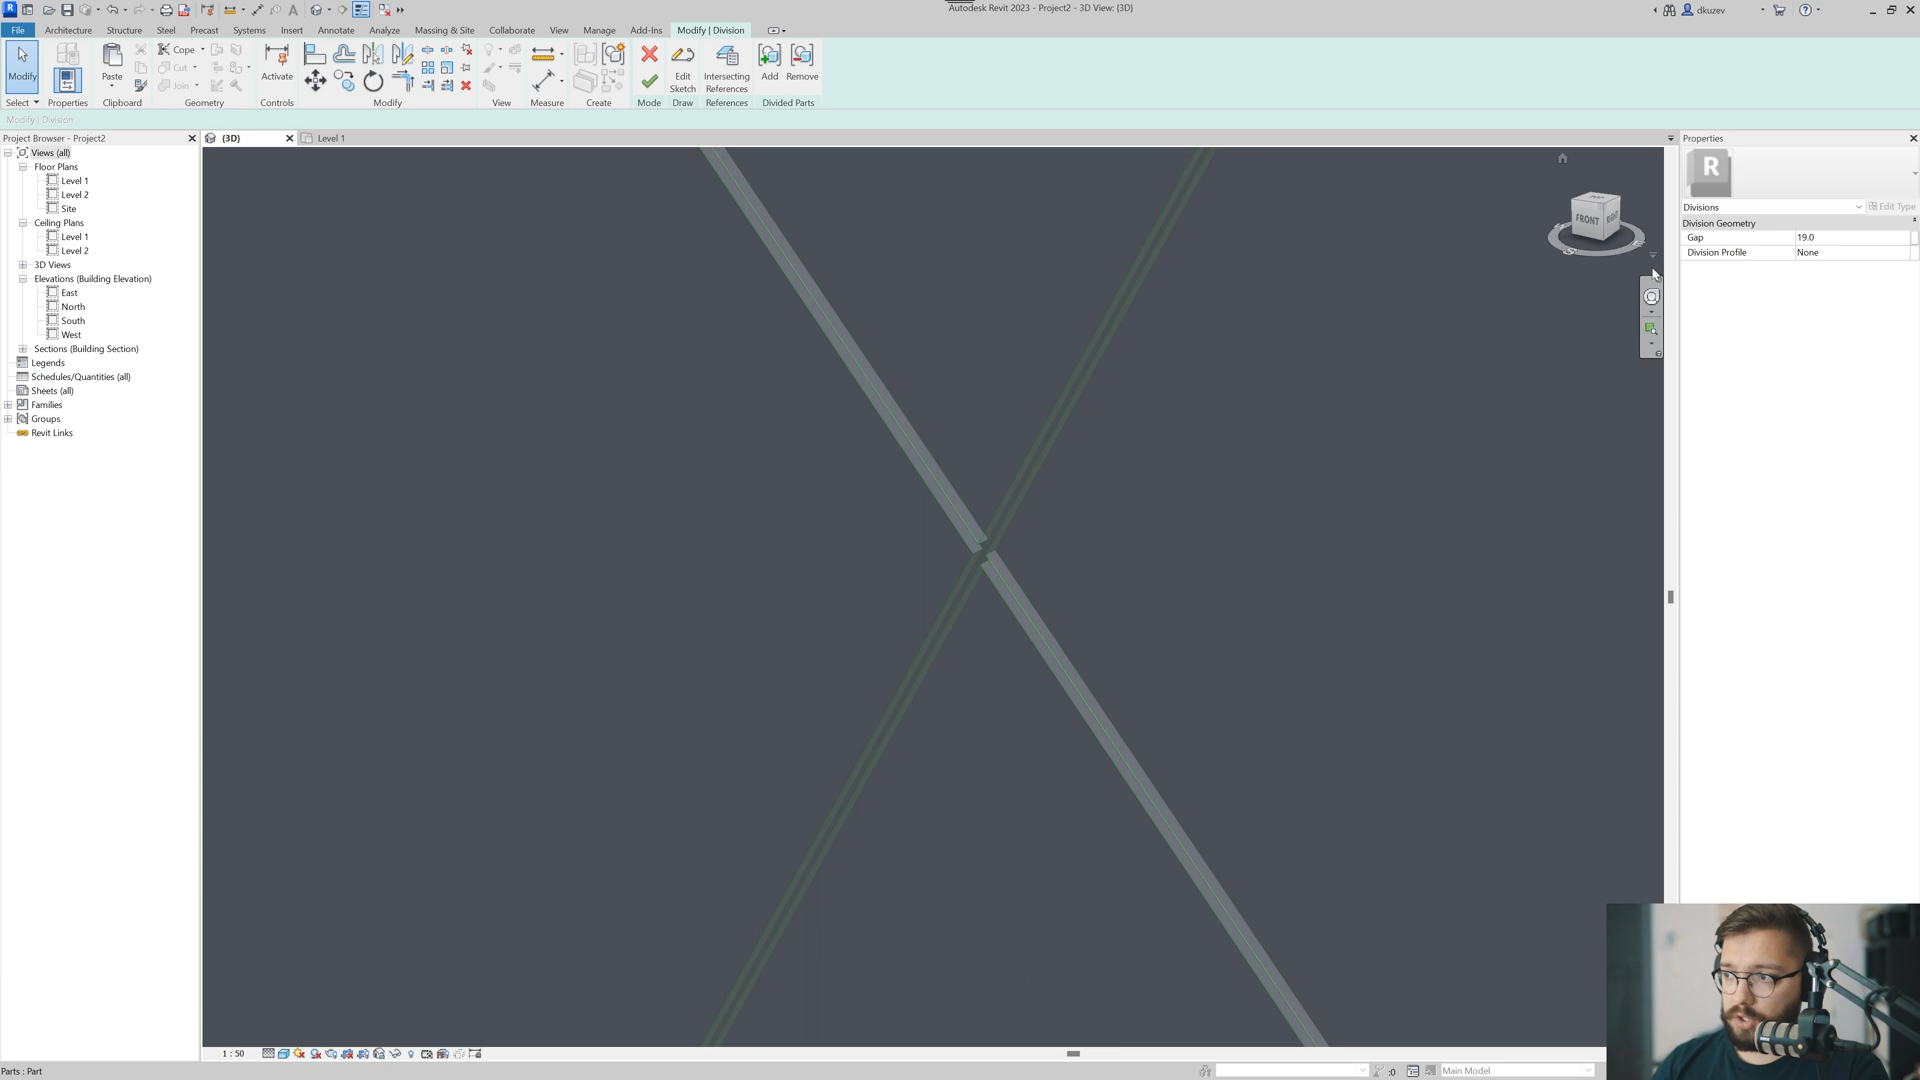 Autodesk Revit 2023 - Project2 - 3D View: {3D}
dkuzev
File
Architecture
Structure
Steel
Precast
Systems
Insert
Annotate
Analyze
Massing & Site
Collaborate
View
Manage
Add-Ins
Modify | Division
Modify
Paste
Cope
Cut
Join
Activate
Edit
Sketch
Intersecting
References
Add
Remove
Select
Properties
Clipboard
Geometry
Controls
Modify
View
Measure
Create
Mode
Draw
References
Divided Parts
Modify | Division
Project Browser - Project2
{3D}
Level 1
Properties
Views (all)
Floor Plans
Level 1
Level 2
Site
Ceiling Plans
Level 1
Level 2
3D Views
Elevations (Building Elevation)
East
North
South
West
Sections (Building Section)
Legends
Schedules/Quantities (all)
Sheets (all)
Families
Groups
Revit Links
FRONT
R
Divisions
Edit Type
Division Geometry
Gap 19.0
Division Profile None
1 : 50
Parts : Part
:0
Main Model